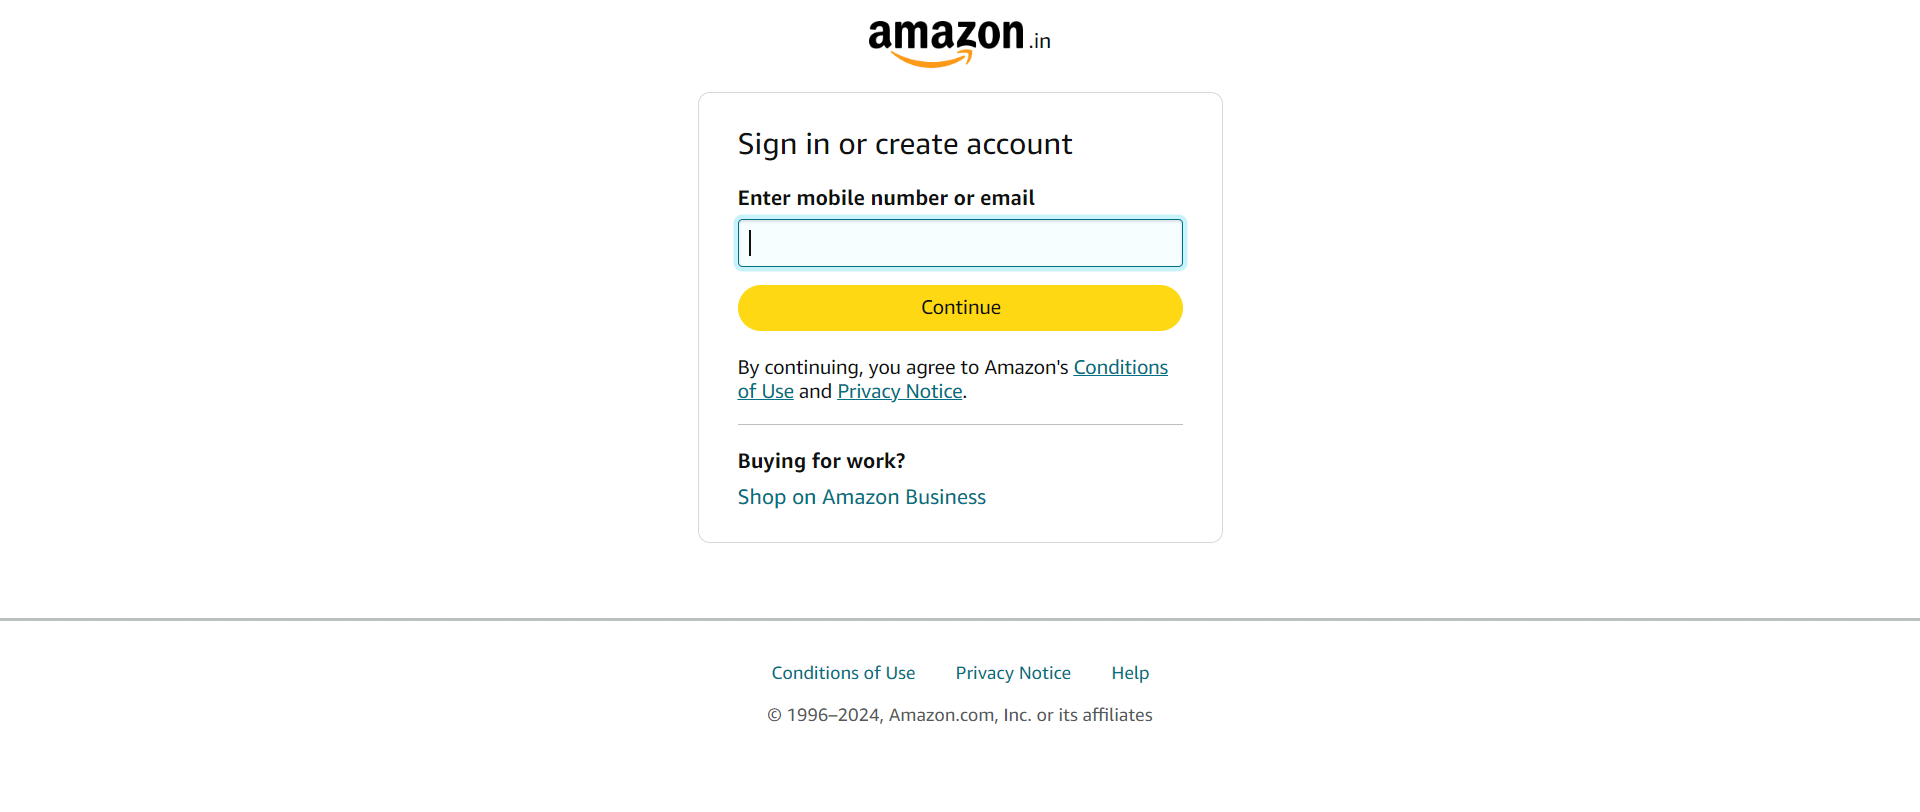 amazon.in
Sign in or create account
Enter mobile number or email
Continue
By continuing, you agree to Amazon's Conditions
of Use and Privacy Notice.
Buying for work?
Shop on Amazon Business
Conditions of Use Privacy Notice Help
© 1996–2024, Amazon.com, Inc. or its affiliates